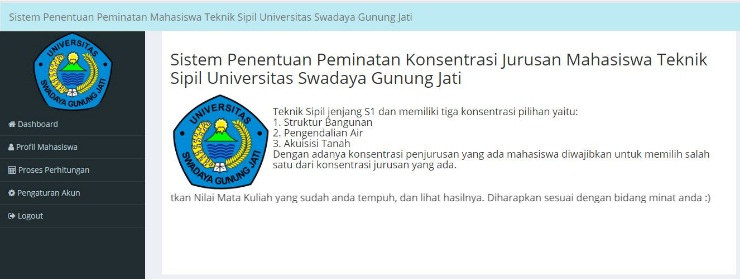 Sistem Penentuan Peminatan Mahasiswa Teknik Sipil Universitas Swadaya Gunung Jati
UNIVERSITAS
SWADAYA GUNUNG JATI
Dashboard
Profil Mahasiswa
Proses Perhitungan
Pengaturan Akun
Logout
Sistem Penentuan Peminatan Konsentrasi Jurusan Mahasiswa Teknik
Sipil Universitas Swadaya Gunung Jati
UNIVERSITAS
SWADAYA GUNUNG JATI
Teknik Sipil jenjang S1 dan memiliki tiga konsentrasi pilihan yaitu:
1. Struktur Bangunan
2. Pengendalian Air
3. Akuisisi Tanah
Dengan adanya konsentrasi penjurusan yang ada mahasiswa diwajibkan untuk memilih salah
satu dari konsentrasi jurusan yang ada.
tkan Nilai Mata Kuliah yang sudah anda tempuh, dan lihat hasilnya. Diharapkan sesuai dengan bidang minat anda :)